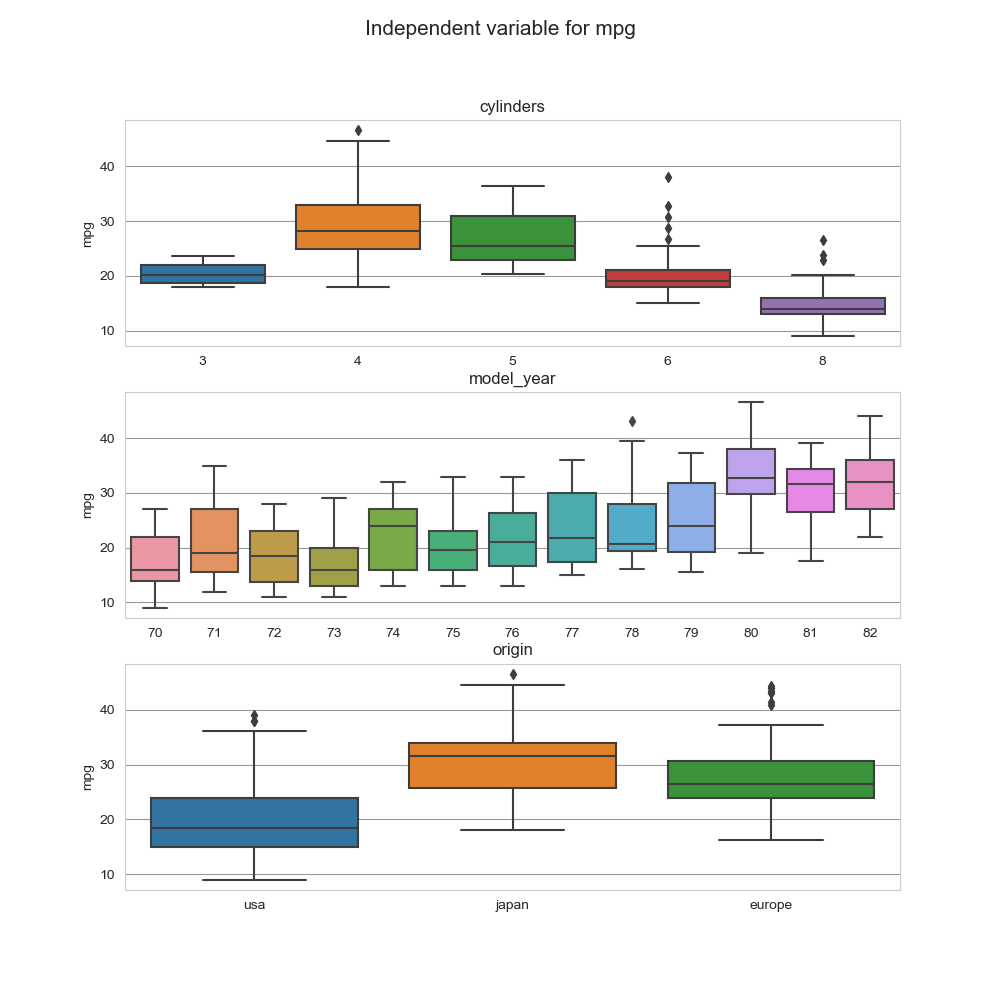 Independent variable for mpg
cylinders
mpg
40
30
20
10
3 4 5 6 8
model_year
mpg
40
30
20
10
70 71 72 73 74 75 76 77 78 79 80 81 82
origin
mpg
40
30
20
10
usa japan europe